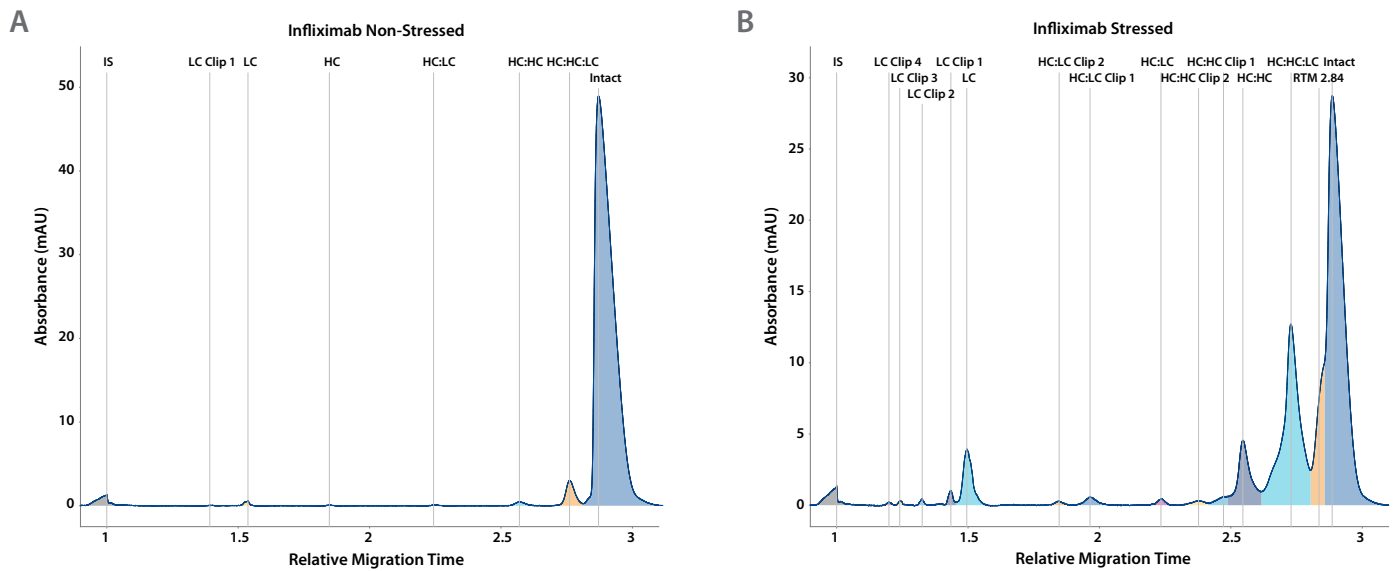 A
Infliximab Non-Stressed
IS
LC Clip 1
LC
HC
HC:LC
HC:HC
HC:HC:LC
Intact
50
40
30
20
10
0
Absorbance (mAU)
1
1.5
2
2.5
3
Relative Migration Time
B
Infliximab Stressed
IS
LC Clip 4
LC Clip 1
HC:LC Clip 2
HC:LC
HC:HC Clip 1
HC:HC:LC
Intact
LC Clip 3
LC
HC:LC Clip 1
HC:HC Clip 2
HC:HC
RTM 2.84
LC Clip 2
30
25
20
15
10
5
0
Absorbance (mAU)
1
1.5
2
2.5
3
Relative Migration Time